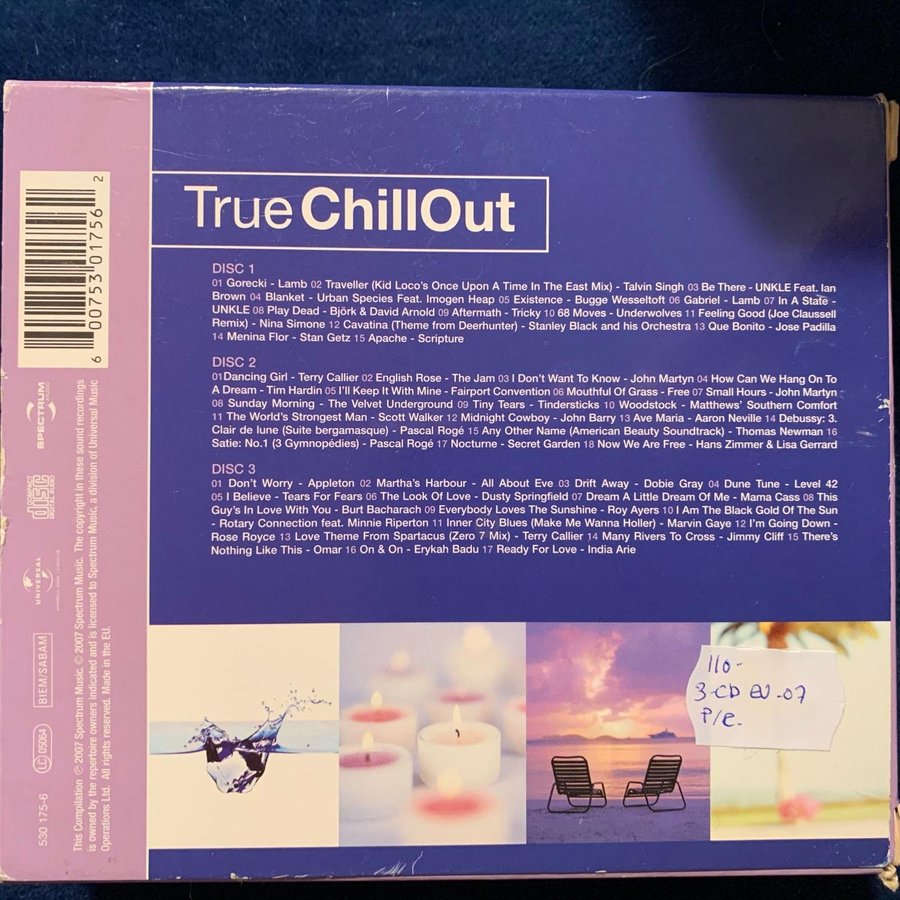 True ChillOut
DISC 1
01 Gorecki - Lamb 02 Traveller (Kid Loco's Once Upon A Time In The East Mix) - Talvin Singh 03 Be There - UNKLE Feat. Ian
Brown 04 Blanket - Urban Species Feat. Imogen Heap 05 Existence - Bugge Wesseltoft 06 Gabriel - Lamb 07 In A State -
UNKLE 08 Play Dead - Björk & David Arnold 09 Aftermath - Tricky 10 68 Moves - Underwolves 11 Feeling Good (Joe Claussell
Remix) - Nina Simone 12 Cavatina (Theme from Deerhunter) - Stanley Black and his Orchestra 13 Que Bonito - Jose Padilla
14 Menina Flor - Stan Getz 15 Apache - Scripture
DISC 2
01Dancing Girl - Terry Callier 02 English Rose - The Jam 03 I Don't Want To Know - John Martyn 04 How Can We Hang On To
A Dream - Tim Hardin 05 I'll Keep It With Mine - Fairport Convention 06 Mouthful Of Grass - Free 07 Small Hours - John Martyn
08 Sunday Morning - The Velvet Underground 09 Tiny Tears - Tindersticks 10 Woodstock - Matthews' Southern Comfort
11 The World's Strongest Man - Scott Walker 12 Midnight Cowboy - John Barry 13 Ave Maria - Aaron Neville 14 Debussy: 3.
Clair de lune (Suite bergamasque) - Pascal Rogé 15 Any Other Name (American Beauty Soundtrack) - Thomas Newman 16
Satie: No.1 (3 Gymnopédies) - Pascal Rogé 17 Nocturne - Secret Garden 18 Now We Are Free - Hans Zimmer & Lisa Gerrard
DISC 3
01 Don't Worry - Appleton 02 Martha's Harbour - All About Eve 03 Drift Away - Dobie Gray 04 Dune Tune - Level 42
05 I Believe - Tears For Fears 06 The Look Of Love - Dusty Springfield 07 Dream A Little Dream Of Me - Mama Cass 08 This
Guy's In Love With You - Burt Bacharach 09 Everybody Loves The Sunshine - Roy Ayers 10 I Am The Black Gold Of The Sun
- Rotary Connection feat. Minnie Riperton 11 Inner City Blues (Make Me Wanna Holler) - Marvin Gaye 12 I'm Going Down -
Rose Royce 13 Love Theme from Spartacus (Zero 7 Mix) - Terry Callier 14 Many Rivers To Cross - Jimmy Cliff 15 There's
Nothing Like This - Omar 16 On & On - Erykah Badu 17 Ready For Love - India Arie
110-
3-CD EU-07
P/E-
6 00753 01756 2
SPECTRUM
MUSIC
COMPACT
DISC
DIGITAL AUDIO
UNIVERSAL
BIEM/SABAM
LC 05064
530 175-6
This Compilation ℗ 2007 Spectrum Music. © 2007 Spectrum Music. The copyright in these sound recordings
is owned by the repertoire owners indicated and is licensed to Spectrum Music, a division of Universal Music
Operations Ltd. All rights reserved. Made in the EU.